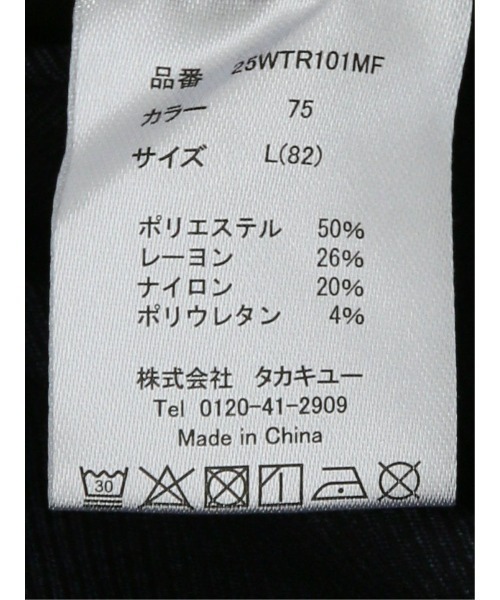 品番 25WTR101MF
カラー 75
サイズ L(82)
ポリエステル 50%
レーヨン 26%
ナイロン 20%
ポリウレタン 4%
株式会社 タカキユー
Tel 0120-41-2909
Made in China
30